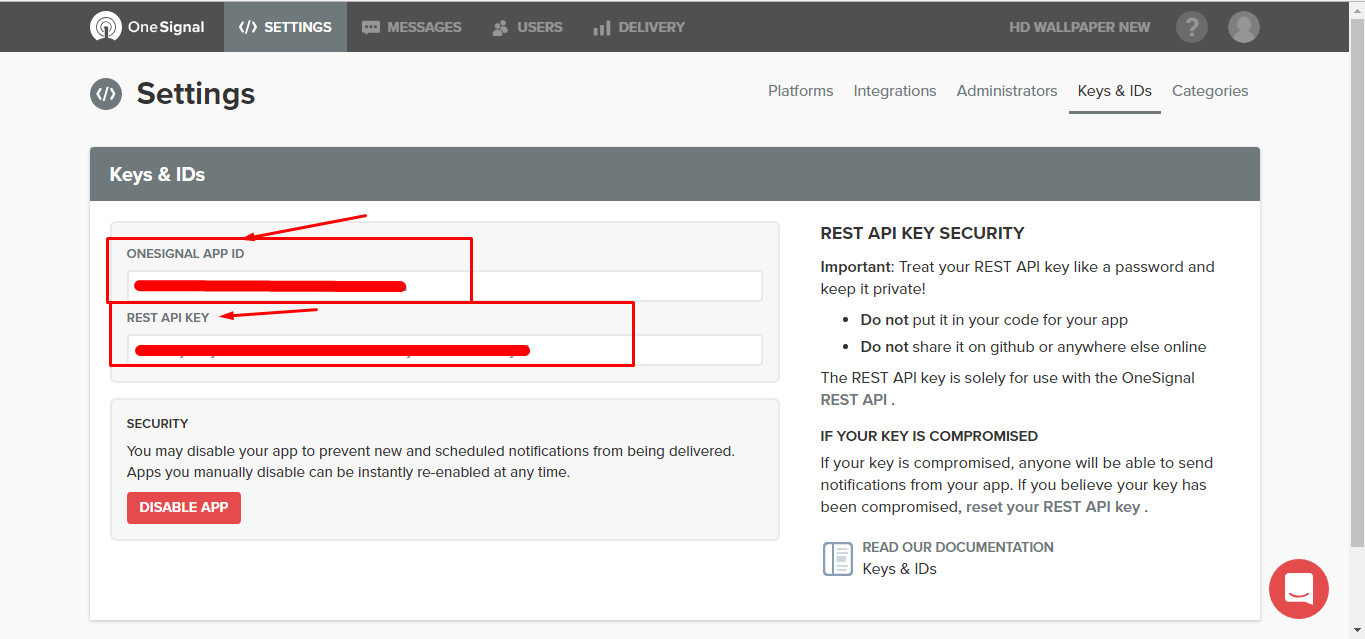 OneSignal
</> SETTINGS
MESSAGES
USERS
DELIVERY
HD WALLPAPER NEW
?
</> Settings
Platforms
Integrations
Administrators
Keys & IDs
Categories
Keys & IDs
ONESIGNAL APP ID
REST API KEY
SECURITY
You may disable your app to prevent new and scheduled notifications from being delivered.
Apps you manually disable can be instantly re-enabled at any time.
DISABLE APP
REST API KEY SECURITY
Important: Treat your REST API key like a password and
keep it private!
• Do not put it in your code for your app
• Do not share it on github or anywhere else online
The REST API key is solely for use with the OneSignal
REST API .
IF YOUR KEY IS COMPROMISED
If your key is compromised, anyone will be able to send
notifications from your app. If you believe your key has
been compromised, reset your REST API key .
READ OUR DOCUMENTATION
Keys & IDs